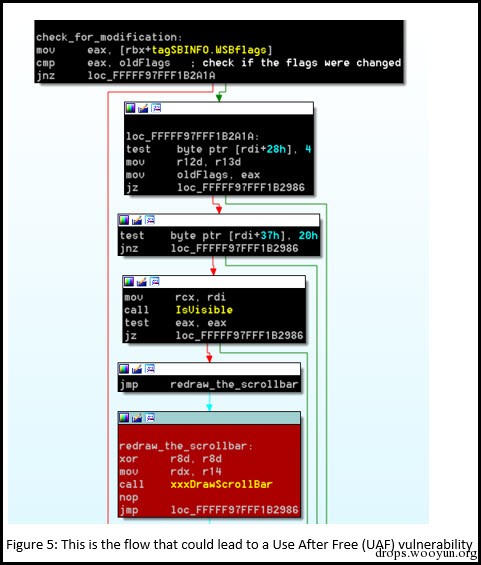 check_for_modification:
mov eax, [rbx+tagSBINFO.WSBflags]
cmp eax, oldFlags ; check if the flags were changed
jnz loc_FFFFF97FFF1B2A1A
loc_FFFFF97FFF1B2A1A:
test byte ptr [rdi+28h], 4
mov r12d, r13d
mov oldFlags, eax
jz loc_FFFFF97FFF1B2986
test byte ptr [rdi+37h], 20h
jnz loc_FFFFF97FFF1B2986
mov rcx, rdi
call IsVisible
test eax, eax
jz loc_FFFFF97FFF1B2986
jmp redraw_the_scrollbar
redraw_the_scrollbar:
xor r8d, r8d
mov rdx, r14
call xxxDrawScrollBar
nop
jmp loc_FFFFF97FFF1B2986
Figure 5: This is the flow that could lead to a Use After Free (UAF) vulnerability
drops.wooyun.org